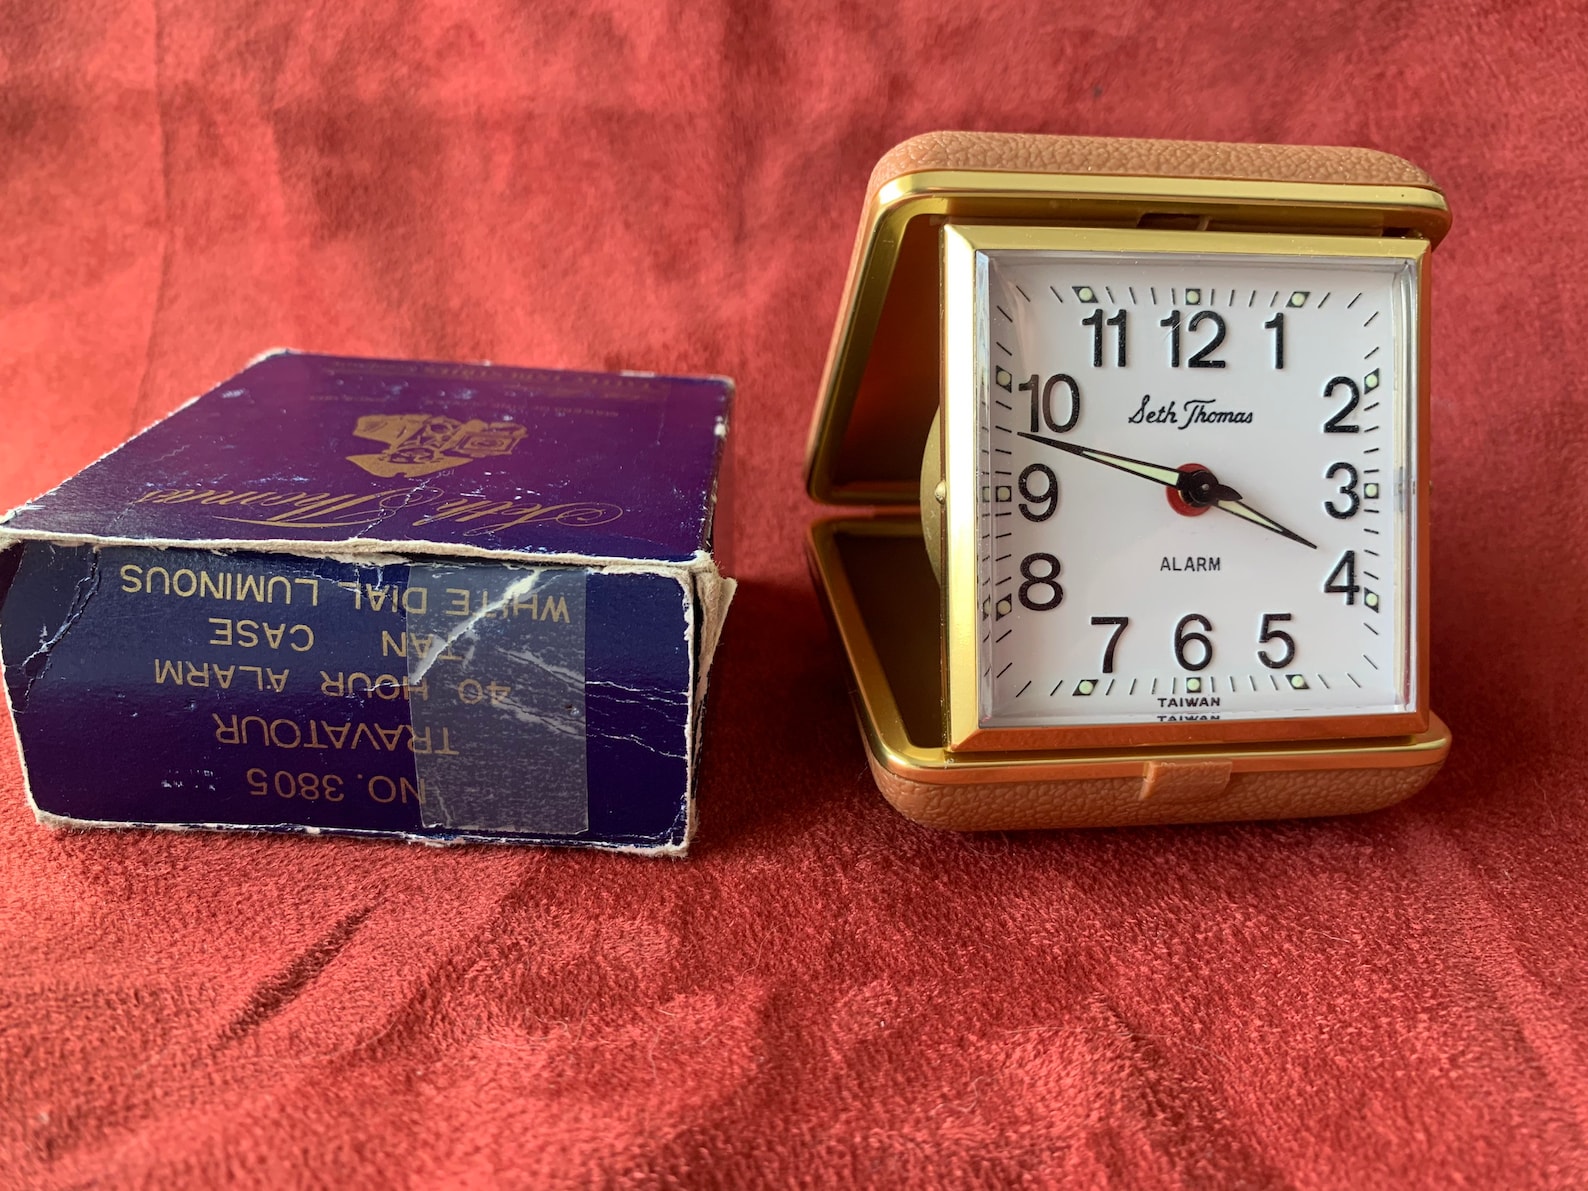 Seth Thomas
WHITE DIAL LUMINOUS
TAN CASE
40 HOUR ALARM
TRAVATOUR
NO. 3805
11 12 1
10 2
Seth Thomas
9 3
8 4
ALARM
7 6 5
TAIWAN
TAIWAN